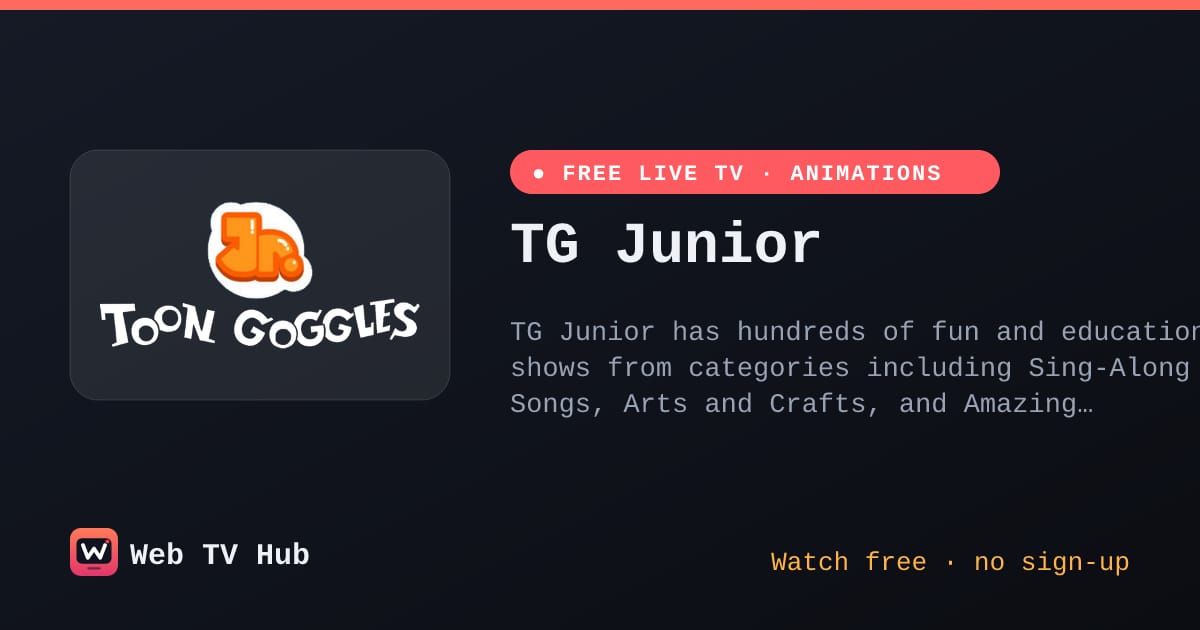 Jr.
TOON GOGGLES
● FREE LIVE TV · ANIMATIONS
TG Junior
TG Junior has hundreds of fun and education
shows from categories including Sing-Along
Songs, Arts and Crafts, and Amazing…
W
Web TV Hub
Watch free · no sign-up